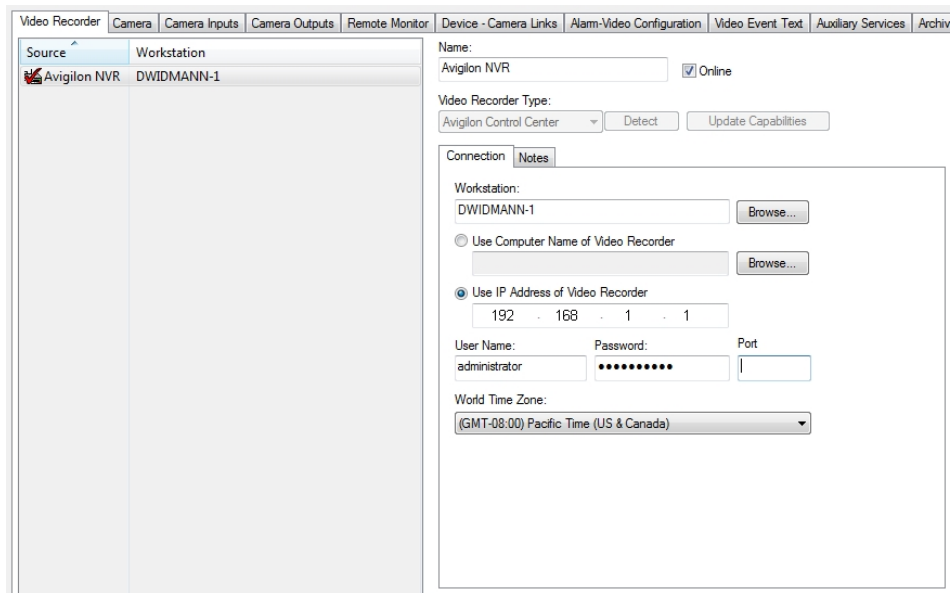 Video Recorder Camera Camera Inputs Camera Outputs Remote Monitor Device - Camera Links Alarm-Video Configuration Video Event Text Auxiliary Services Archiv
Source Workstation
Avigilon NVR DWIDMANN-1
Name:
Avigilon NVR
Online
Video Recorder Type:
Avigilon Control Center Detect Update Capabilities
Connection Notes
Workstation:
DWIDMANN-1 Browse...
Use Computer Name of Video Recorder
Browse...
Use IP Address of Video Recorder
192 . 168 . 1 . 1
User Name: Password: Port
administrator ●●●●●●●●●●
World Time Zone:
(GMT-08:00) Pacific Time (US & Canada)